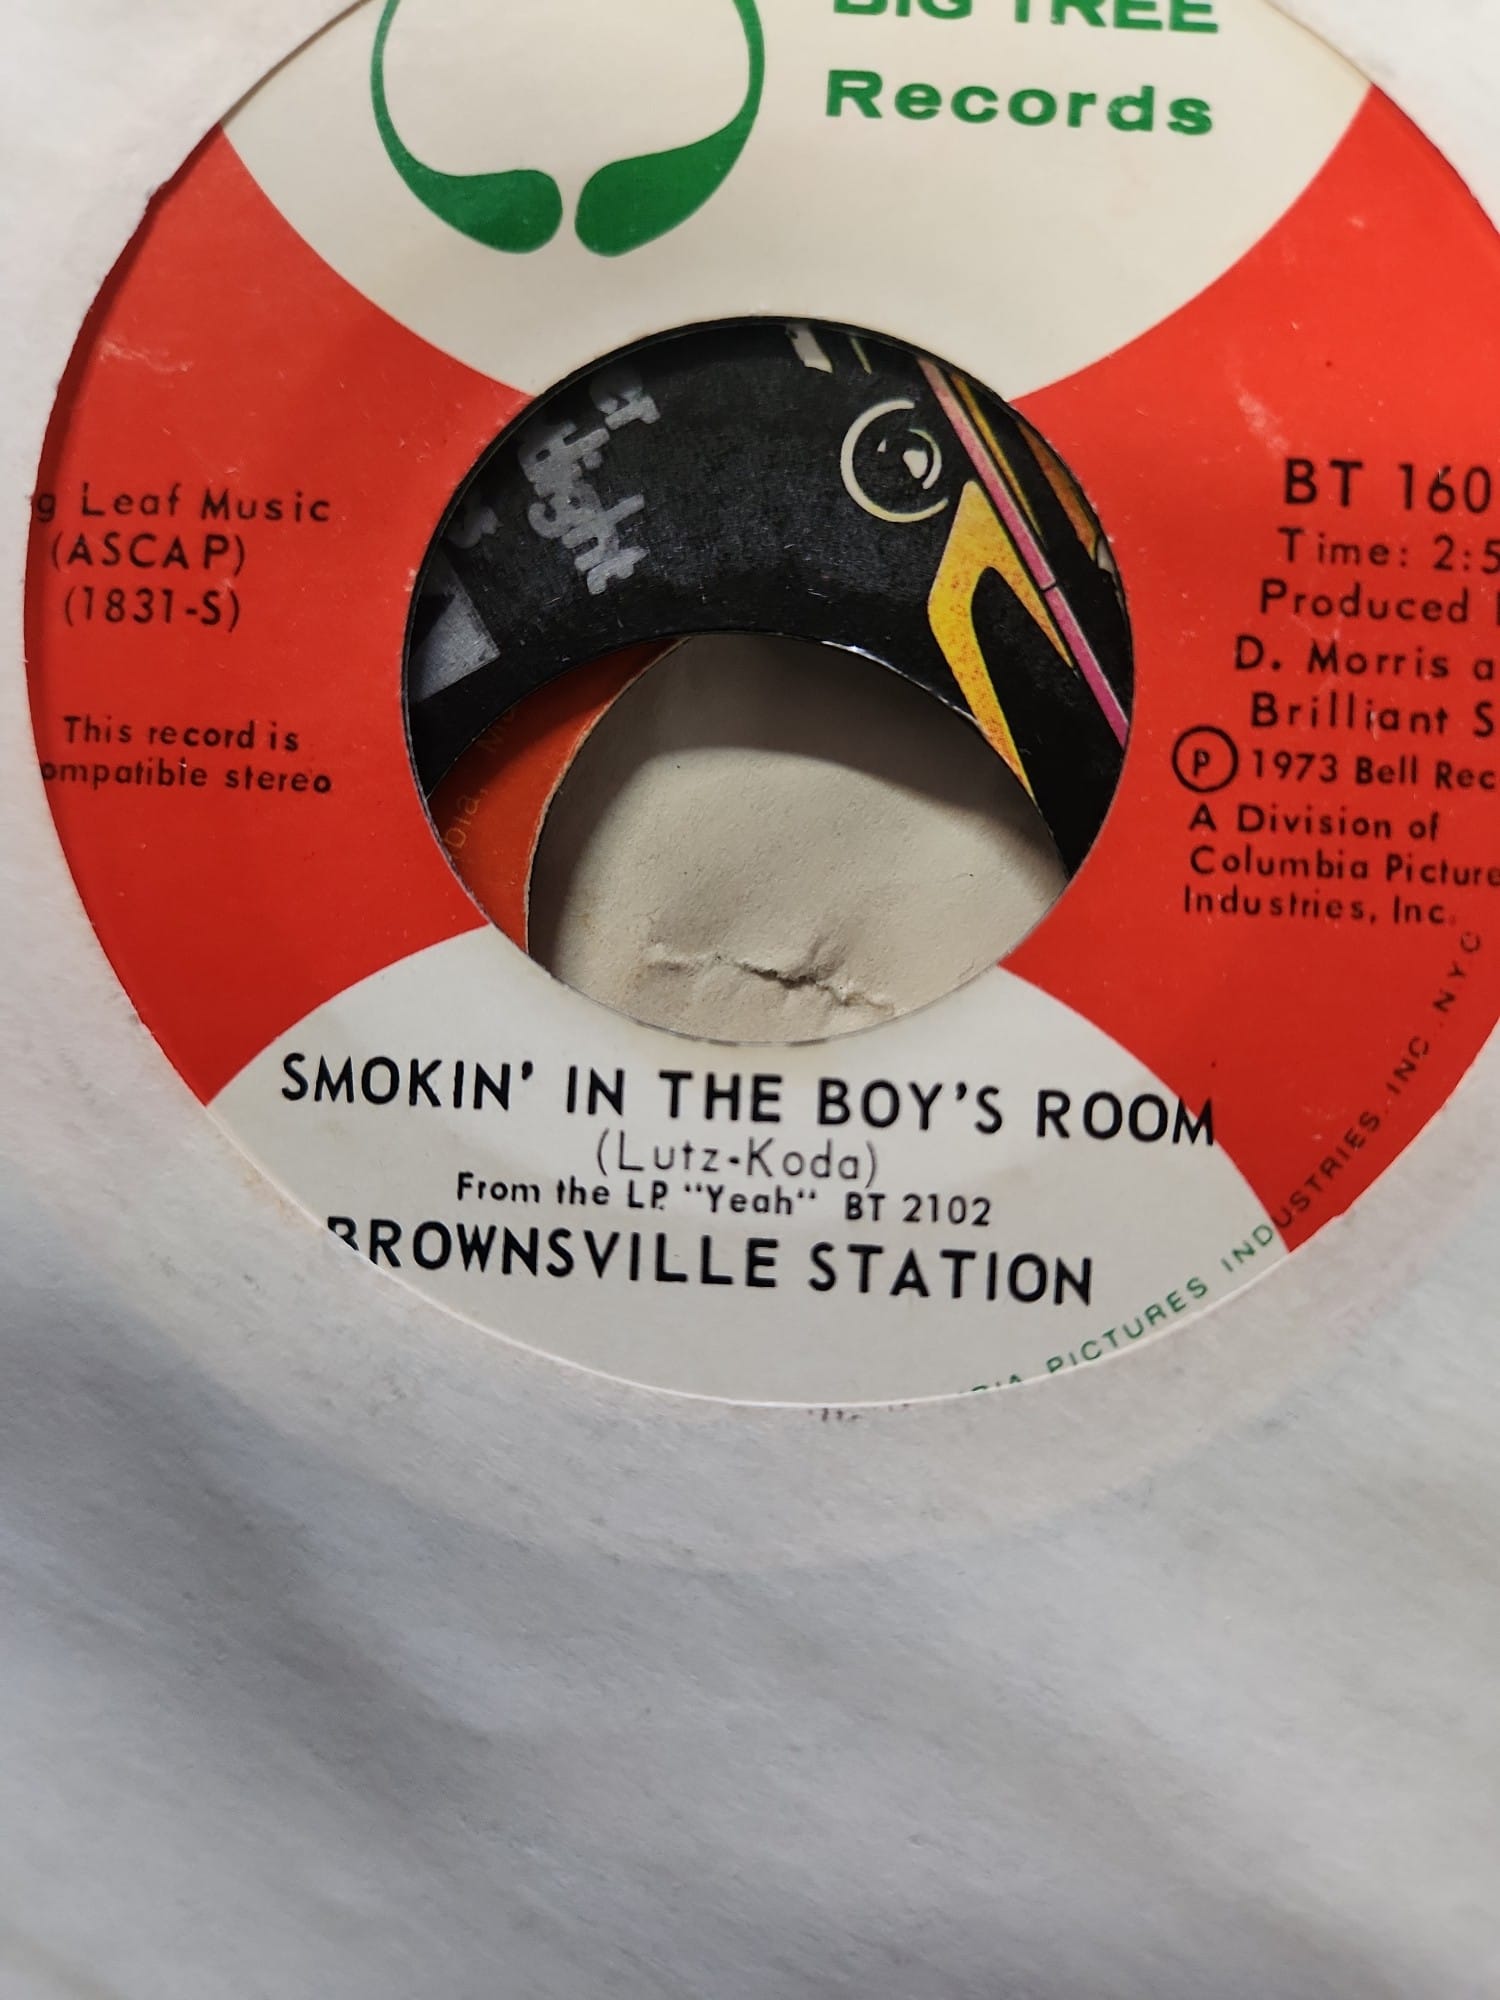 BIG TREE
Records
g Leaf Music
(ASCAP)
(1831-S)
This record is
ompatible stereo
BT 160
Time: 2:5
Produced
D. Morris a
Brilliant S
Ⓟ 1973 Bell Rec
A Division of
Columbia Picture
Industries, Inc.
SMOKIN' IN THE BOY'S ROOM
(Lutz-Koda)
From the LP. "Yeah" BT 2102
BROWNSVILLE STATION
PICTURES INDUSTRIES, INC. N.Y.C